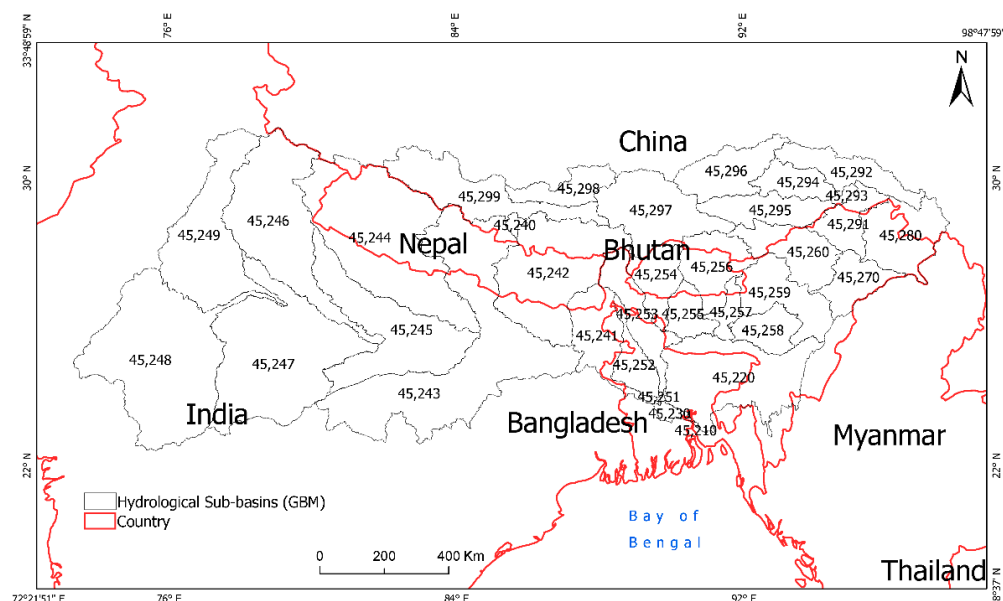 76° E
84° E
92° E
33°48'59" N
98°47'59"
N
China
30° N
30° N
45,296
45,292
45,294
45,293
45,299
45,298
45,297
45,295
45,246
45,240
45,291
45,249
45,244
Nepal
Bhutan
45,280
45,260
45,242
45,254
45,256
45,270
45,259
45,253
45,255
45,257
45,245
45,241
45,258
45,248
45,247
45,252
45,220
45,243
45,251
India
Bangladesh
45,230
45,210
Myanmar
22° N
22° N
Hydrological Sub-basins (GBM)
Country
Bay of
Bengal
0 200 400 Km
Thailand
72°21'51" E
76° E
84° E
92° E
8°37' N